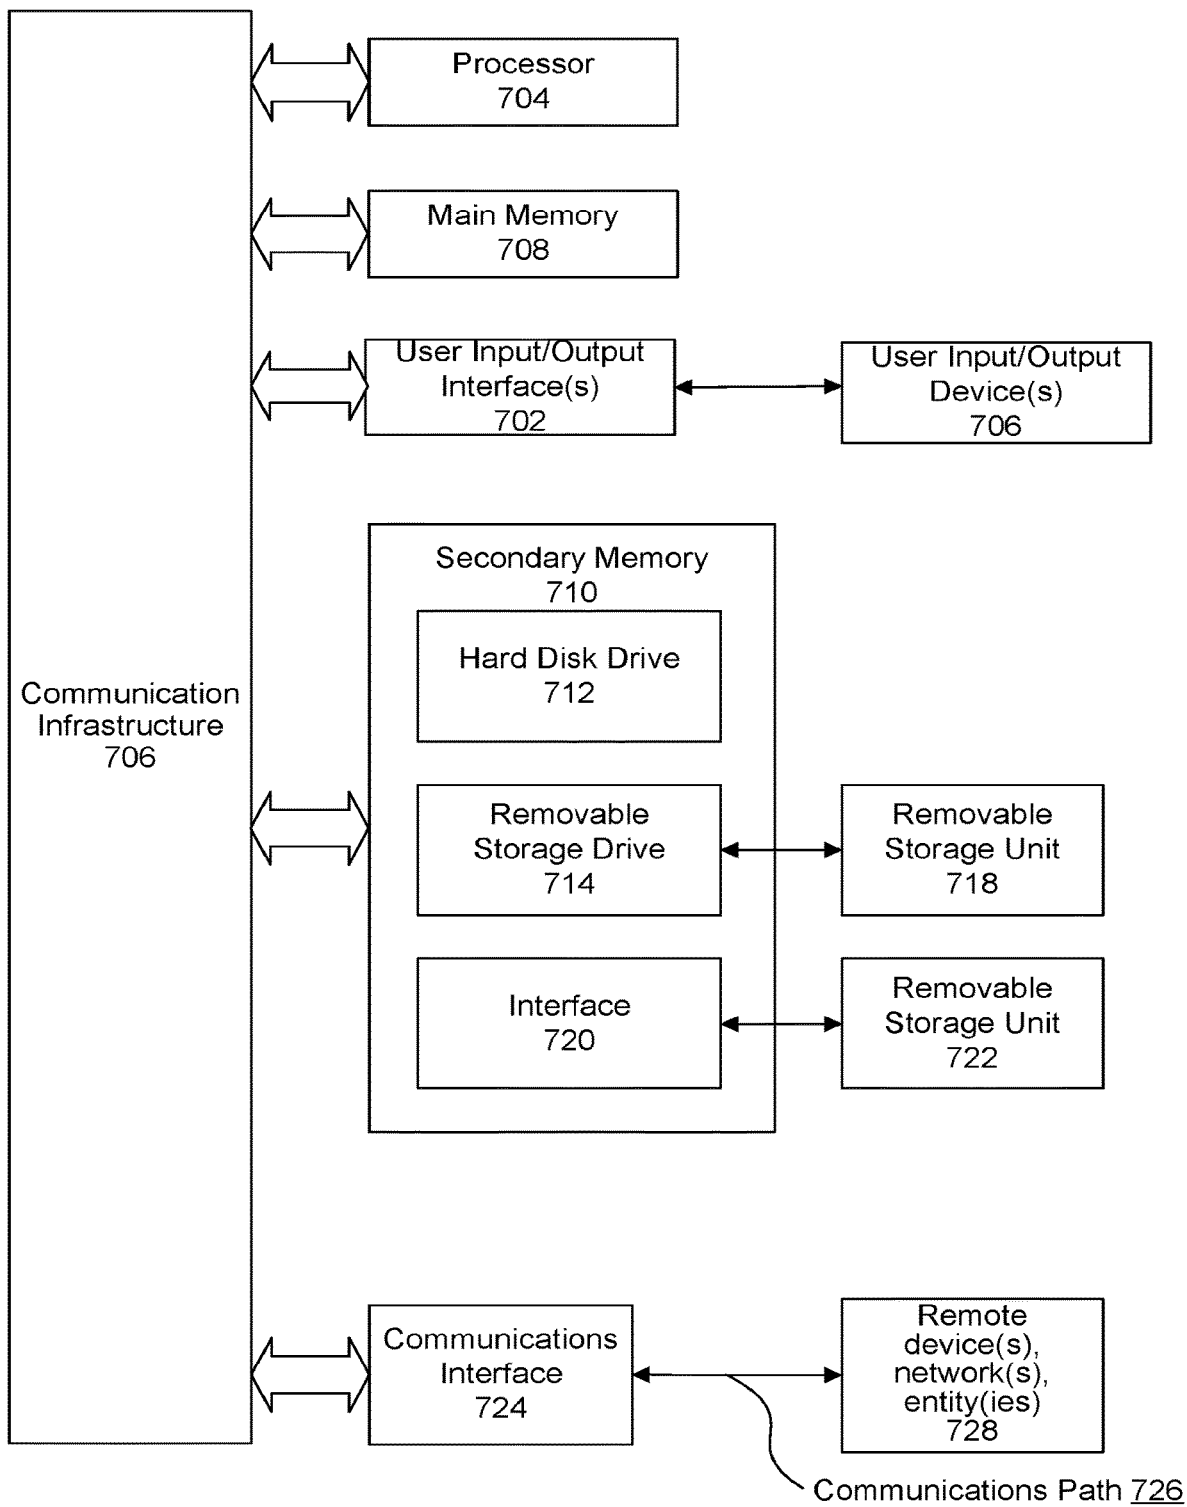 Processor
704
Main Memory
708
User Input/Output
Interface(s)
702
User Input/Output
Device(s)
706
Secondary Memory
710
Hard Disk Drive
712
Communication
Infrastructure
706
Removable
Storage Drive
714
Removable
Storage Unit
718
Interface
720
Removable
Storage Unit
722
Communications
Interface
724
Remote
device(s),
network(s),
entity(ies)
728
Communications Path 726